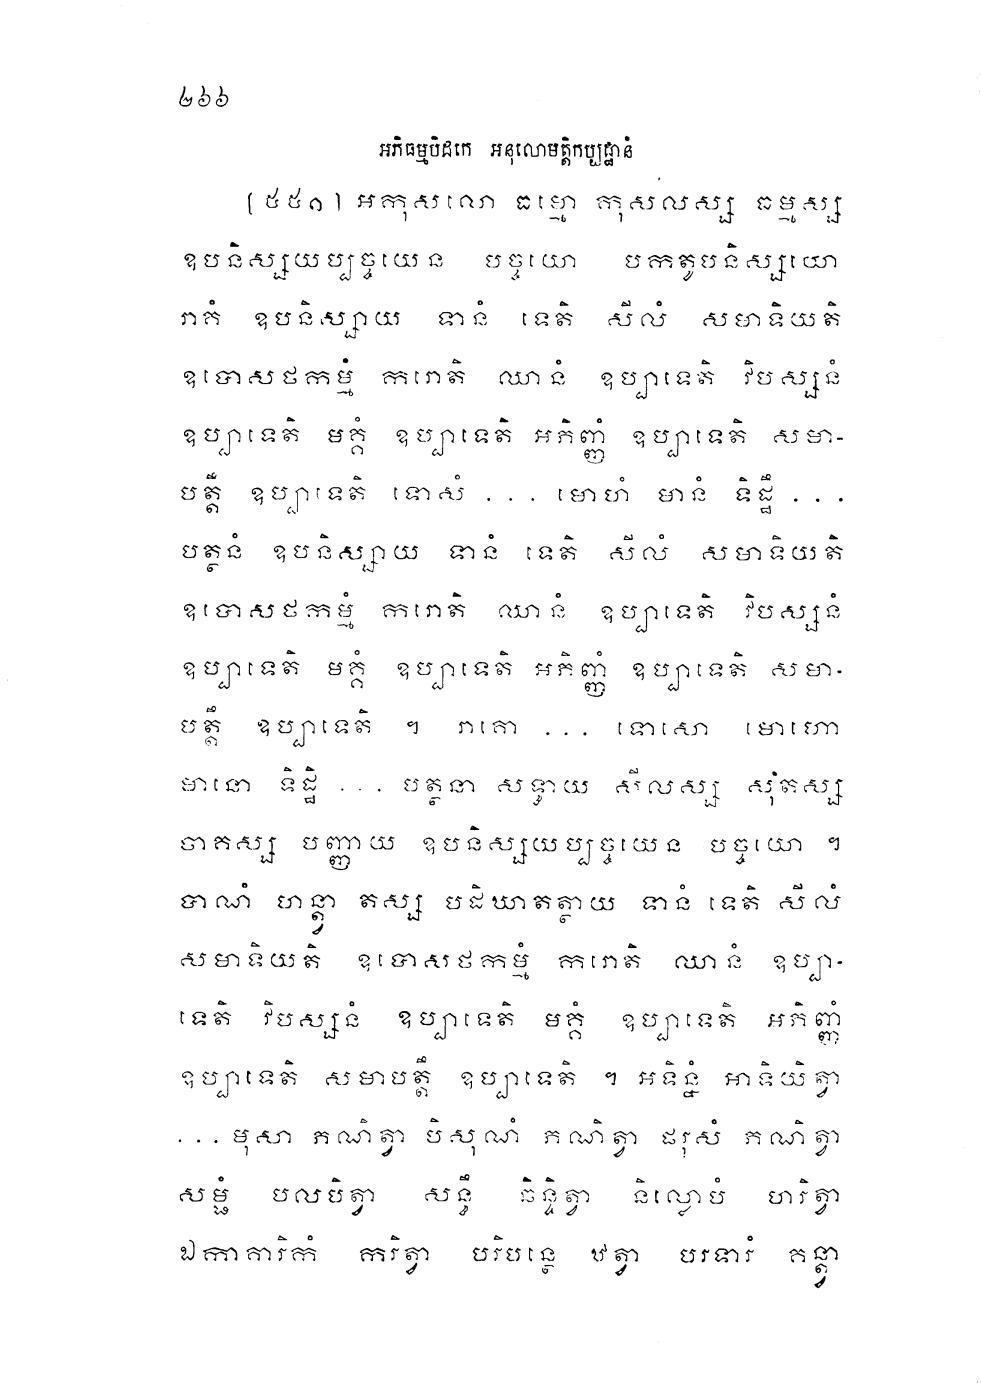 ២៦៦
អភិធម្មបិដកេ អនុលោមត្តិកប្បដ្ឋានំ
[៥៥១] អកុសលោ ធម្មោ កុសលស្ស ធម្មស្ស
ឧបនិស្សយប្បច្ចយេន បច្ចយោ បកតូបនិស្សយោ
រាគំ ឧបនិស្សាយ ទានំ ទេតិ សីលំ សមាទិយតិ
ឧបោសថកម្មំ ករោតិ ឈានំ ឧប្បាទេតិ វិបស្សនំ
ឧប្បាទេតិ មគ្គំ ឧប្បាទេតិ អភិញ្ញំ ឧប្បាទេតិ សមា-
បត្តឹ ឧប្បាទេតិ ទោសំ ... មោហំ មានំ ទិដ្ឋឹ ...
បត្ថនំ ឧបនិស្សាយ ទានំ ទេតិ សីលំ សមាទិយតិ
ឧបោសថកម្មំ ករោតិ ឈានំ ឧប្បាទេតិ វិបស្សនំ
ឧប្បាទេតិ មគ្គំ ឧប្បាទេតិ អភិញ្ញំ ឧប្បាទេតិ សមា-
បត្តឹ ឧប្បាទេតិ ។ រាគោ ... ទោសោ មោហោ
មានោ ទិដ្ឋិ ... បត្ថនា សទ្ធាយ សីលស្ស សុតស្ស
ចាគស្ស បញ្ញាយ ឧបនិស្សយប្បច្ចយេន បច្ចយោ ។
បាណំ ហន្ត្វា តស្ស បដិឃាតត្ថាយ ទានំ ទេតិ សីលំ
សមាទិយតិ ឧបោសថកម្មំ ករោតិ ឈានំ ឧប្បា-
ទេតិ វិបស្សនំ ឧប្បាទេតិ មគ្គំ ឧប្បាទេតិ អភិញ្ញំ
ឧប្បាទេតិ សមាបត្តឹ ឧប្បាទេតិ ។ អទិន្នំ អាទិយិត្វា
... មុសា ភណិត្វា បិសុណំ ភណិត្វា ផរុសំ ភណិត្វា
សម្ផំ បលបិត្វា សន្ធឹ ឆិន្ទិត្វា និល្លោបំ ហរិត្វា
ឯកាគារិកំ ករិត្វា បរិបន្ថេ ឋត្វា បរទារំ គន្ត្វា